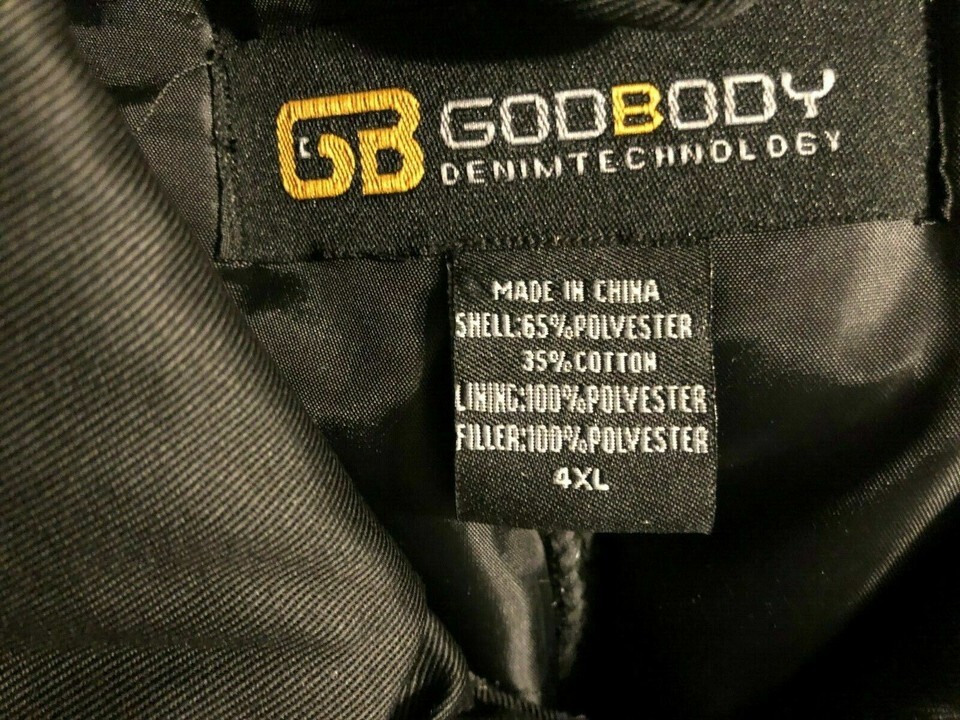 GB GODBODY
DENIMTECHNOLOGY
MADE IN CHINA
SHELL:65%POLYESTER
35%COTTON
LINING:100%POLYESTER
FILLER:100%POLYESTER
4XL